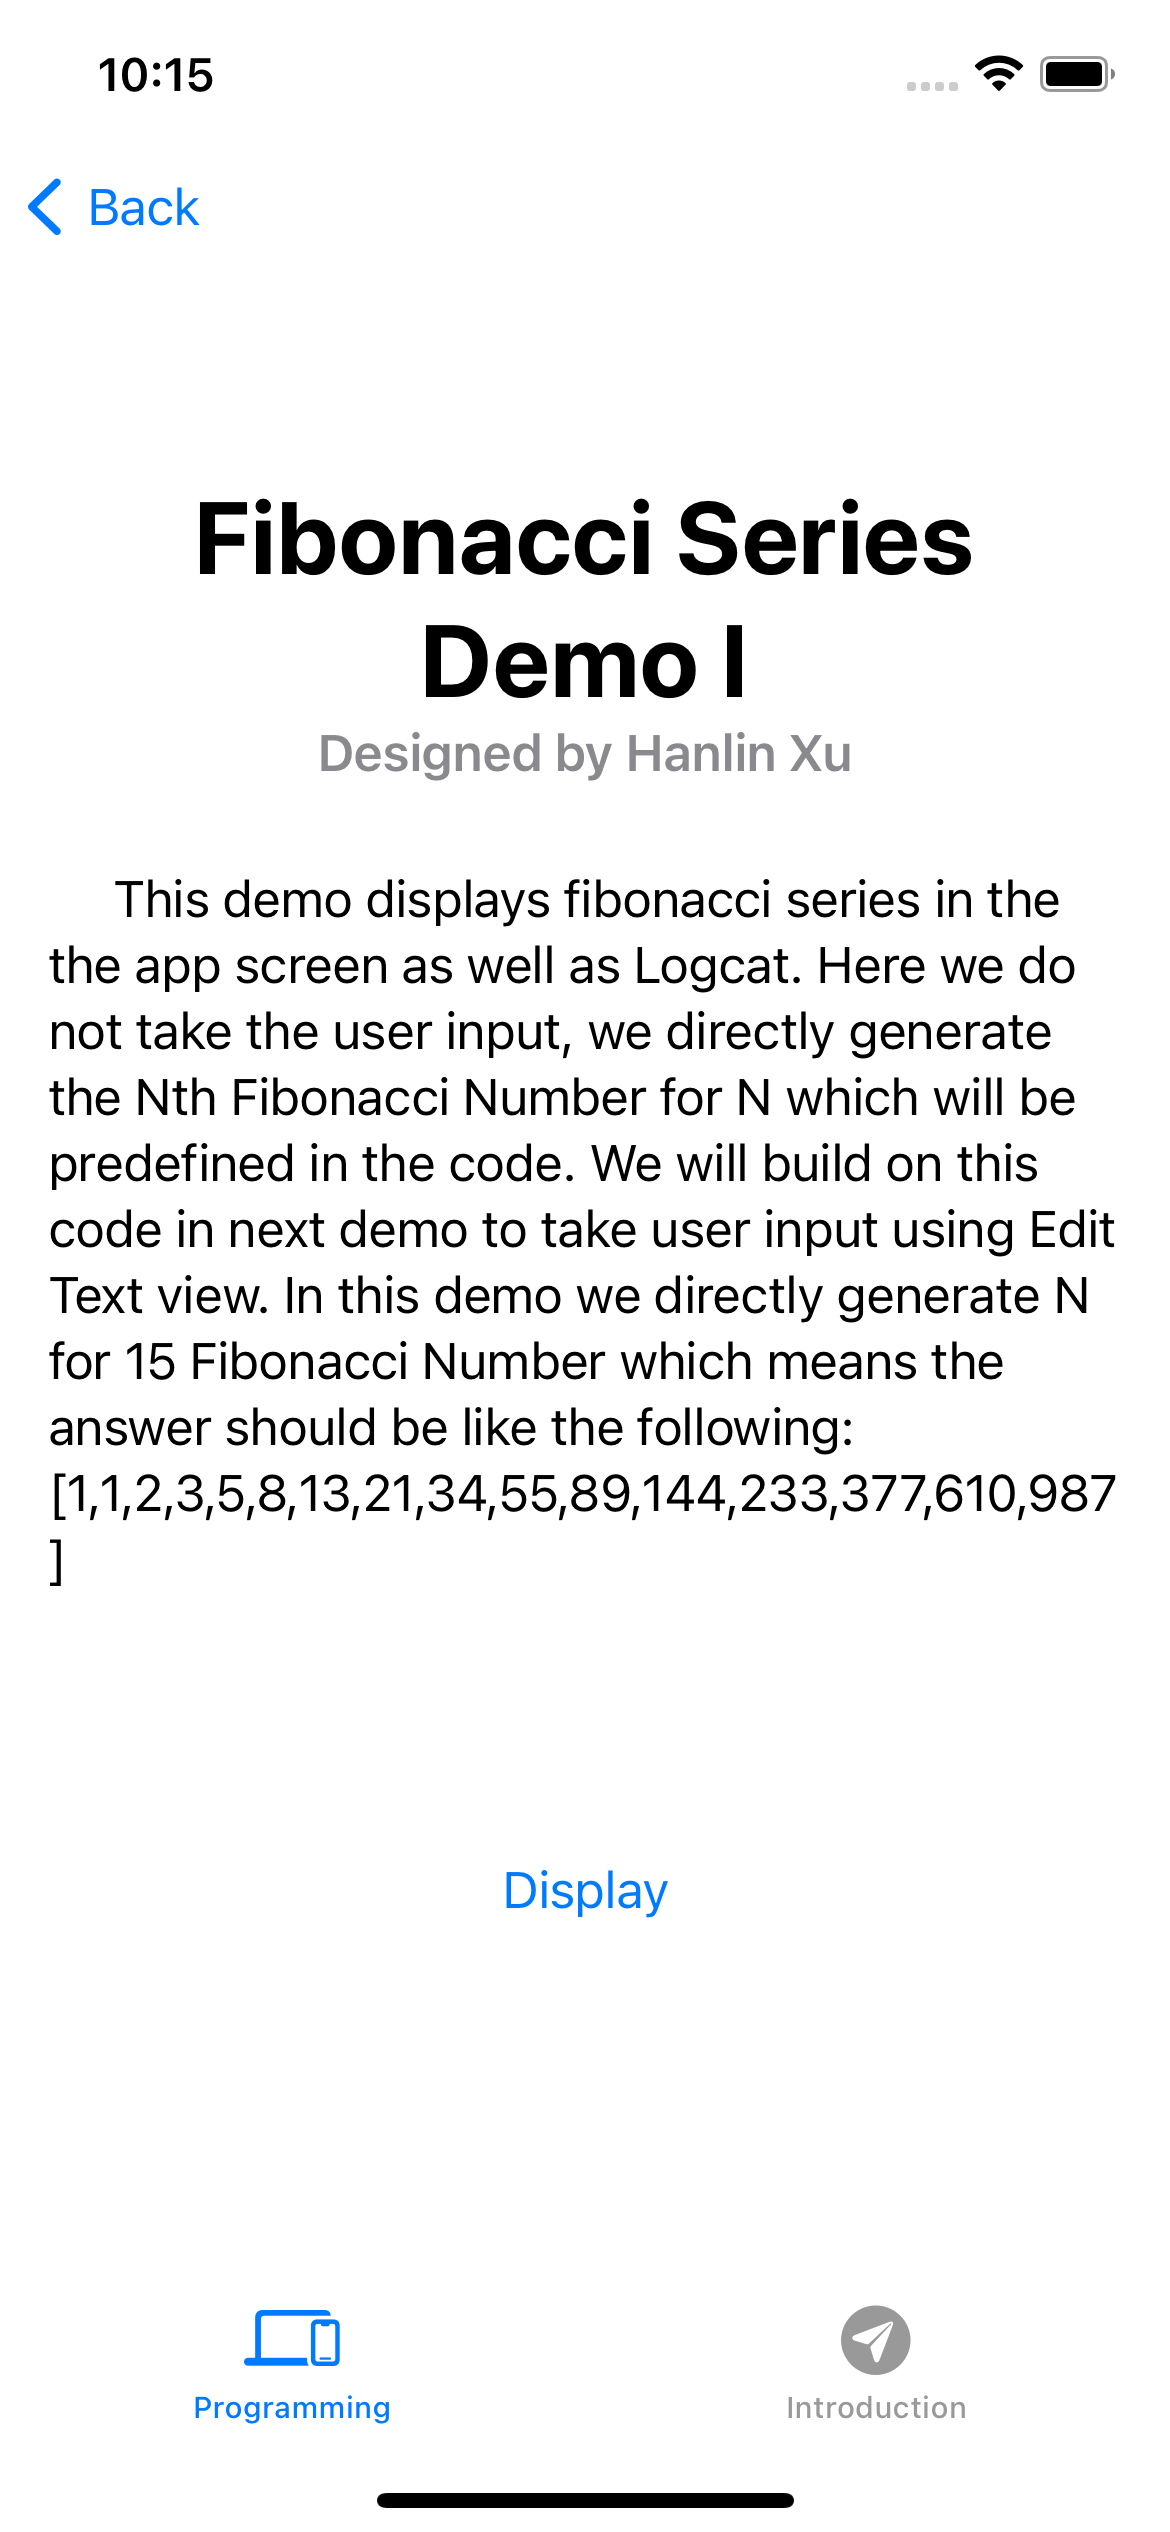 10:15
Back
Fibonacci Series
Demo I
Designed by Hanlin Xu
This demo displays fibonacci series in the
the app screen as well as Logcat. Here we do
not take the user input, we directly generate
the Nth Fibonacci Number for N which will be
predefined in the code. We will build on this
code in next demo to take user input using Edit
Text view. In this demo we directly generate N
for 15 Fibonacci Number which means the
answer should be like the following:
[1,1,2,3,5,8,13,21,34,55,89,144,233,377,610,987
]
Display
Programming
Introduction